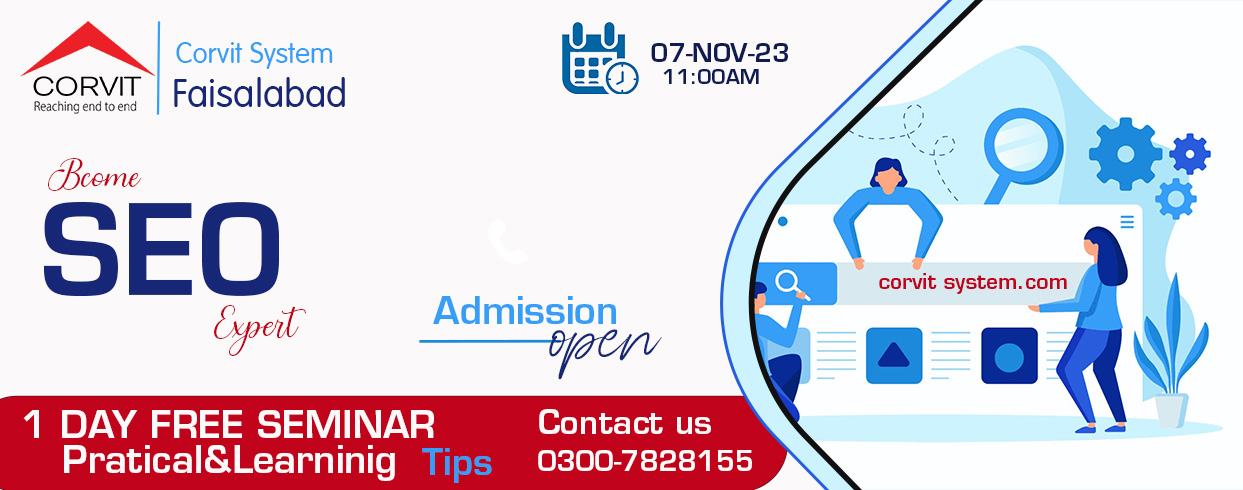 CORVIT
Reaching end to end
Corvit System
Faisalabad
07-NOV-23
11:00AM
Bcome
SEO
Expert
Admission
open
corvit system.com
1 DAY FREE SEMINAR
Pratical&Learninig Tips
Contact us
0300-7828155